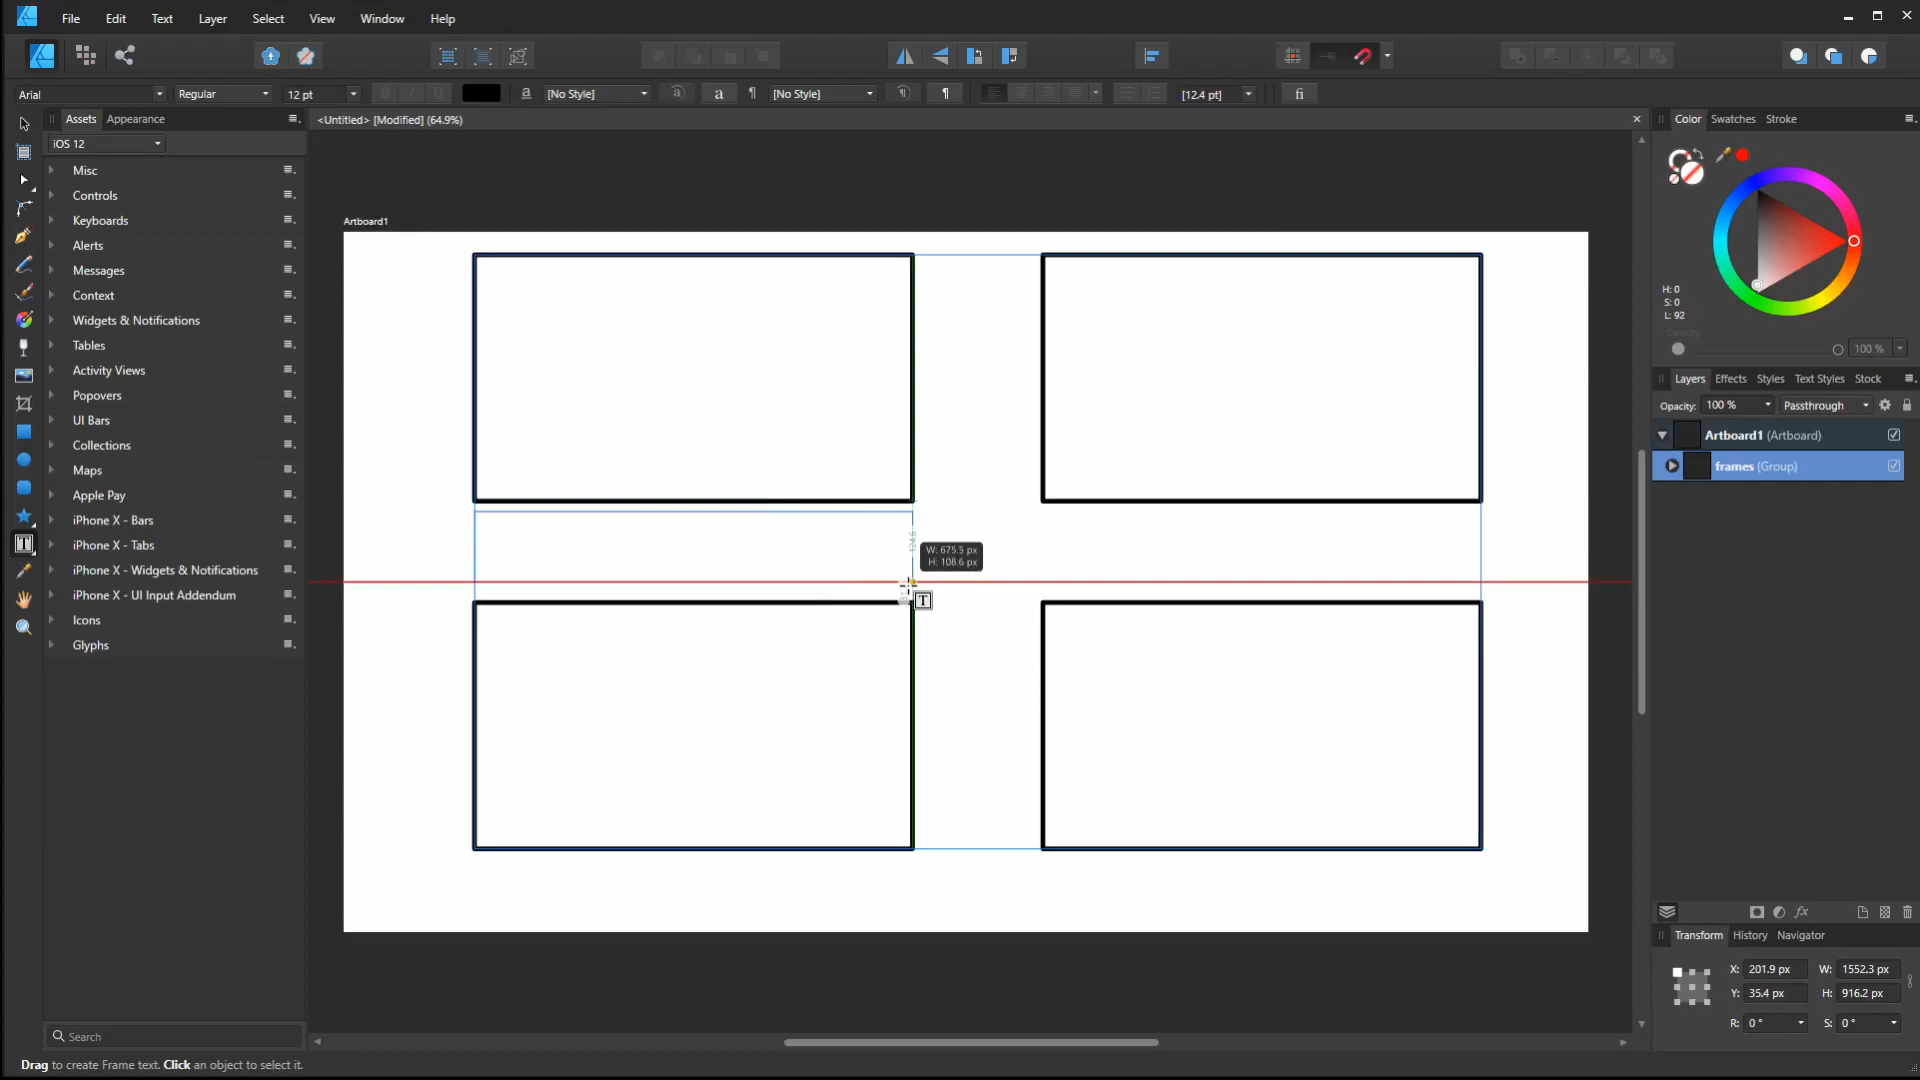 File Edit Text Layer Select View Window Help
Arial Regular 12 pt B I U a [No Style] a a ¶ [No Style] ¶ [12.4 pt] fi
Assets Appearance
<Untitled> [Modified] (64.9%)
iOS 12
Misc
Controls
Keyboards
Alerts
Messages
Context
Widgets & Notifications
Tables
Activity Views
Popovers
UI Bars
Collections
Maps
Apple Pay
iPhone X - Bars
iPhone X - Tabs
iPhone X - Widgets & Notifications
iPhone X - UI Input Addendum
Icons
Glyphs
Search
Drag to create Frame text. Click an object to select it.
Artboard1
W: 675.5 px
H: 108.6 px
T
Color Swatches Stroke
H: 0
S: 0
L: 92
Opacity
100 %
Layers Effects Styles Text Styles Stock
Opacity: 100 % Passthrough
Artboard1 (Artboard)
frames (Group)
fx
Transform History Navigator
X: 201.9 px W: 1552.3 px
Y: 35.4 px H: 916.2 px
R: 0 ° S: 0 °